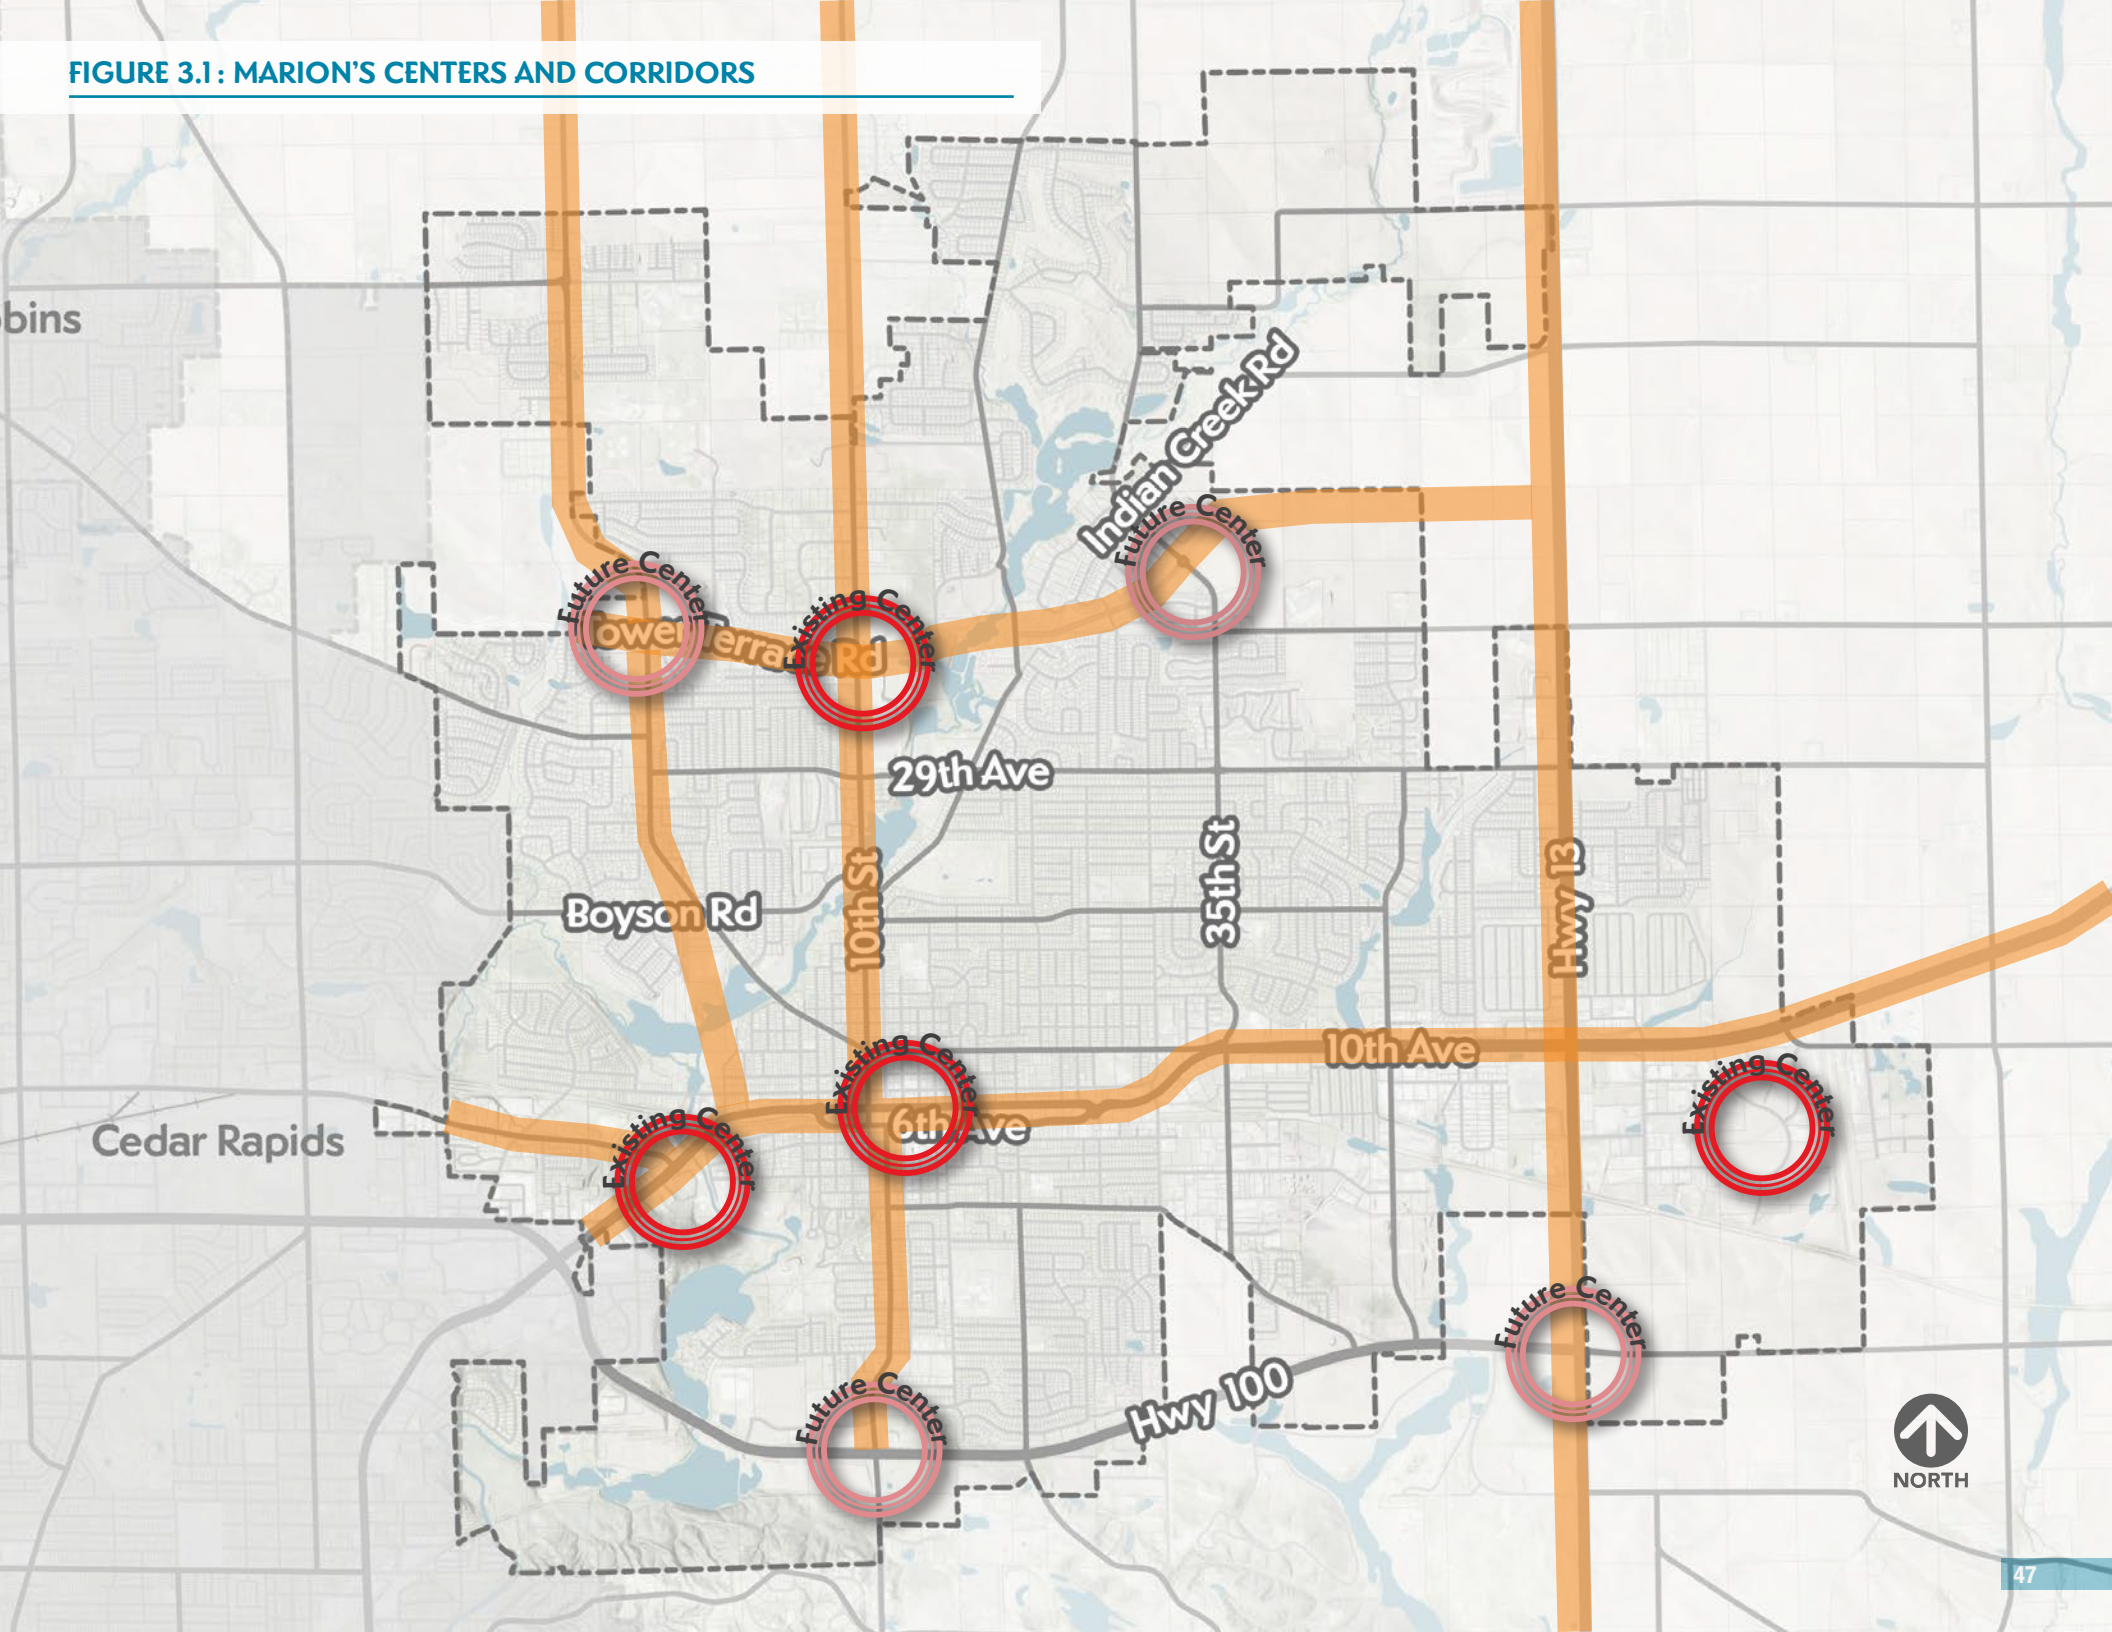 FIGURE 3.1: MARION'S CENTERS AND CORRIDORS
bins
Indian Creek Rd
Future Center
Future Center
Existing Center
Rd
29th Ave
35th St
10th St
Hwy 13
Boyson Rd
10th Ave
Existing Center
6th Ave
Existing Center
Existing Center
Cedar Rapids
Future Center
Future Center
Hwy 100
NORTH
47